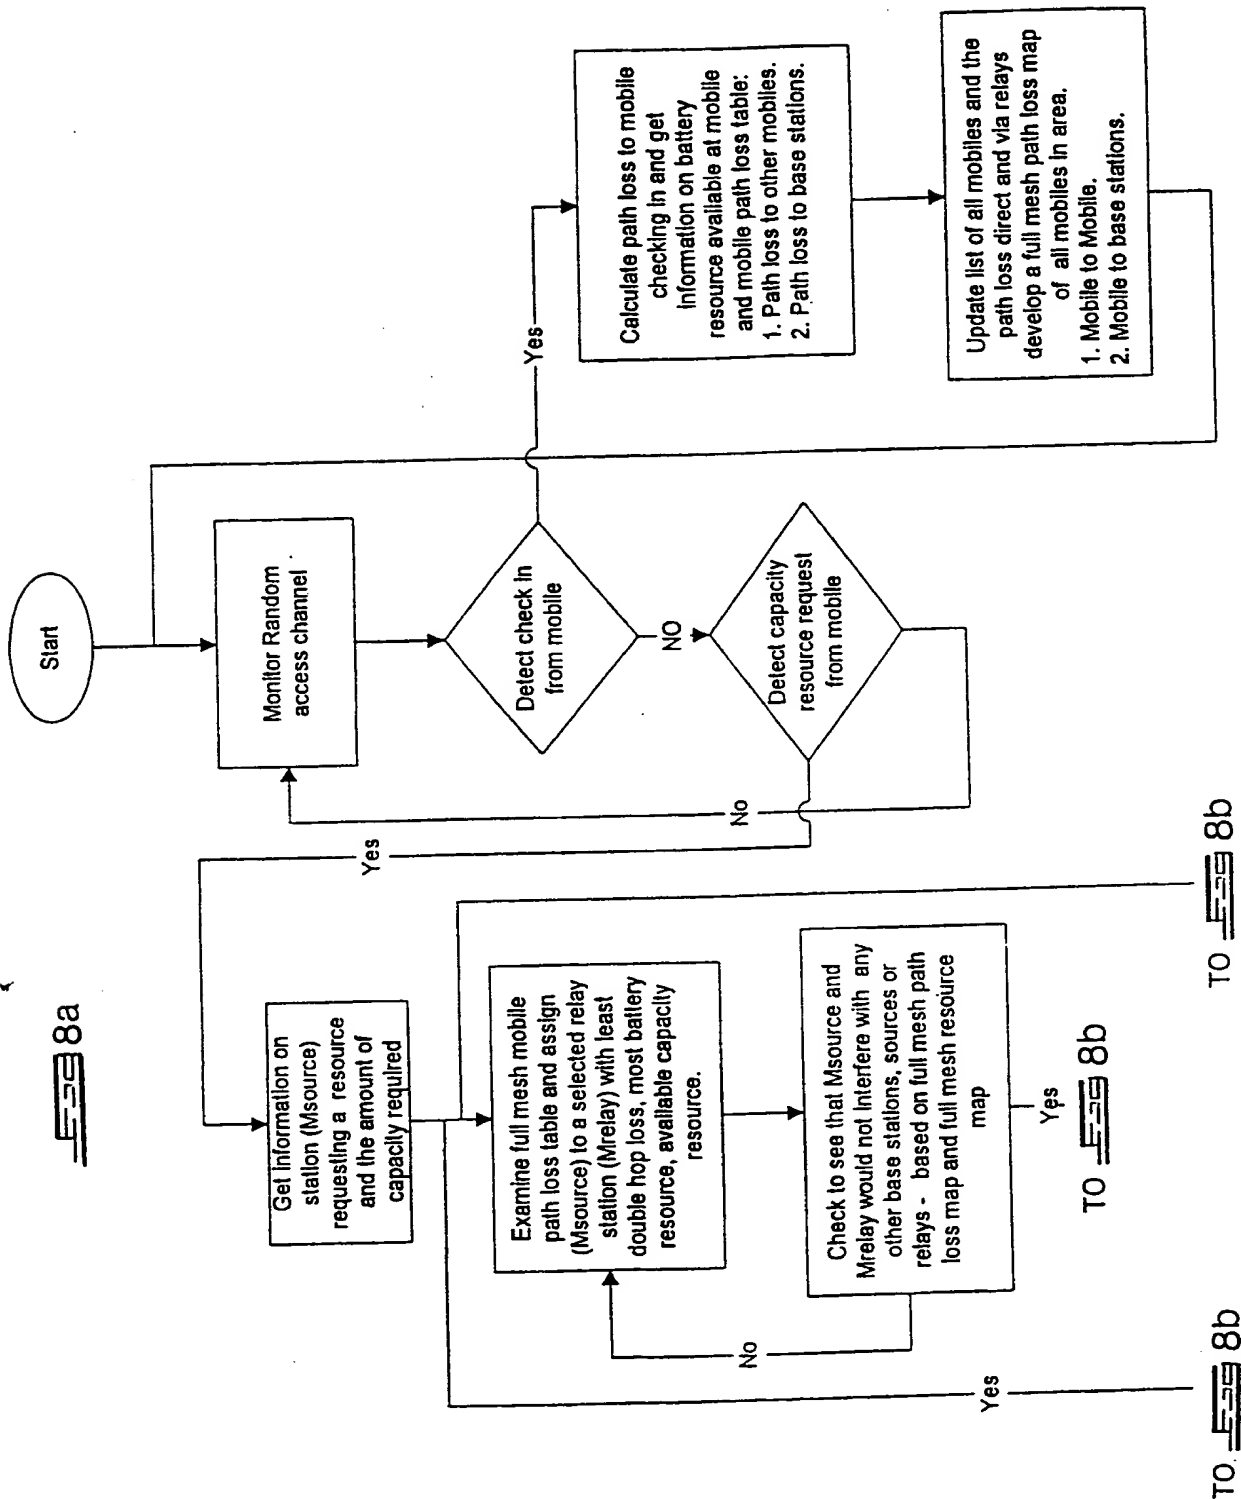 Fig 8a
Start
Monitor Random
access channel
Detect check in
from mobile
Yes
NO
Calculate path loss to mobile
checking in and get
information on battery
resource available at mobile
and mobile path loss table:
1. Path loss to other mobiles.
2. Path loss to base stations.
Update list of all mobiles and the
path loss direct and via relays
develop a full mesh path loss map
of all mobiles in area.
1. Mobile to Mobile.
2. Mobile to base stations.
Detect capacity
resource request
from mobile
No
Yes
Get information on
station (Msource)
requesting a resource
and the amount of
capacity required
Examine full mesh mobile
path loss table and assign
(Msource) to a selected relay
station (Mrelay) with least
double hop loss, most battery
resource, available capacity
resource.
Check to see that Msource and
Mrelay would not Interfere with any
other base stations, sources or
relays - based on full mesh path
loss map and full mesh resource
map
No
Yes
Yes
TO Fig 8b
TO Fig 8b
TO. Fig 8b